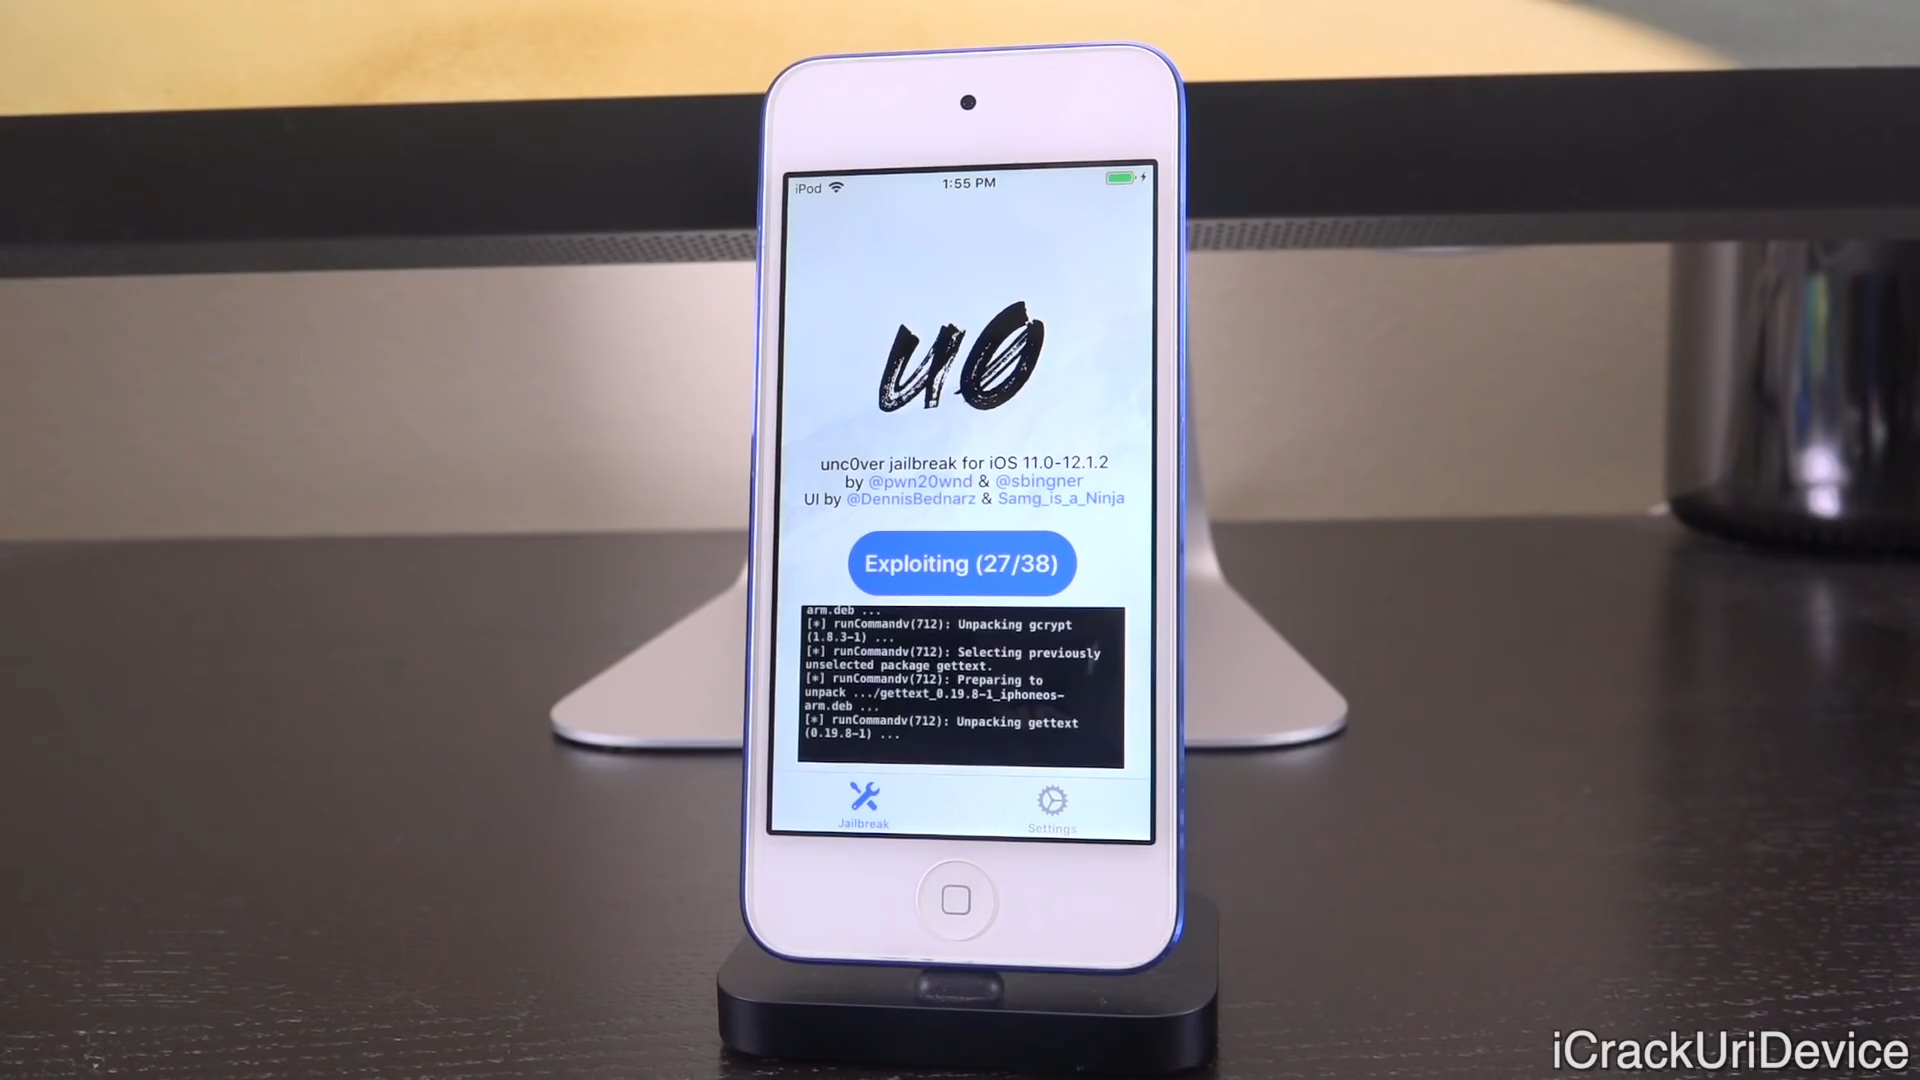 iPod
1:55 PM
u0
unc0ver jailbreak for iOS 11.0-12.1.2
by @pwn20wnd & @sbingner
UI by @DennisBednarz & Samg_is_a_Ninja
Exploiting (27/38)
arm.deb ...
[*] runCommandv(712): Unpacking gcrypt
(1.8.3-1) ...
[*] runCommandv(712): Selecting previously
unselected package gettext.
[*] runCommandv(712): Preparing to
unpack .../gettext_0.19.8-1_iphoneos-
arm.deb ...
[*] runCommandv(712): Unpacking gettext
(0.19.8-1) ...
Jailbreak
Settings
iCrackUriDevice